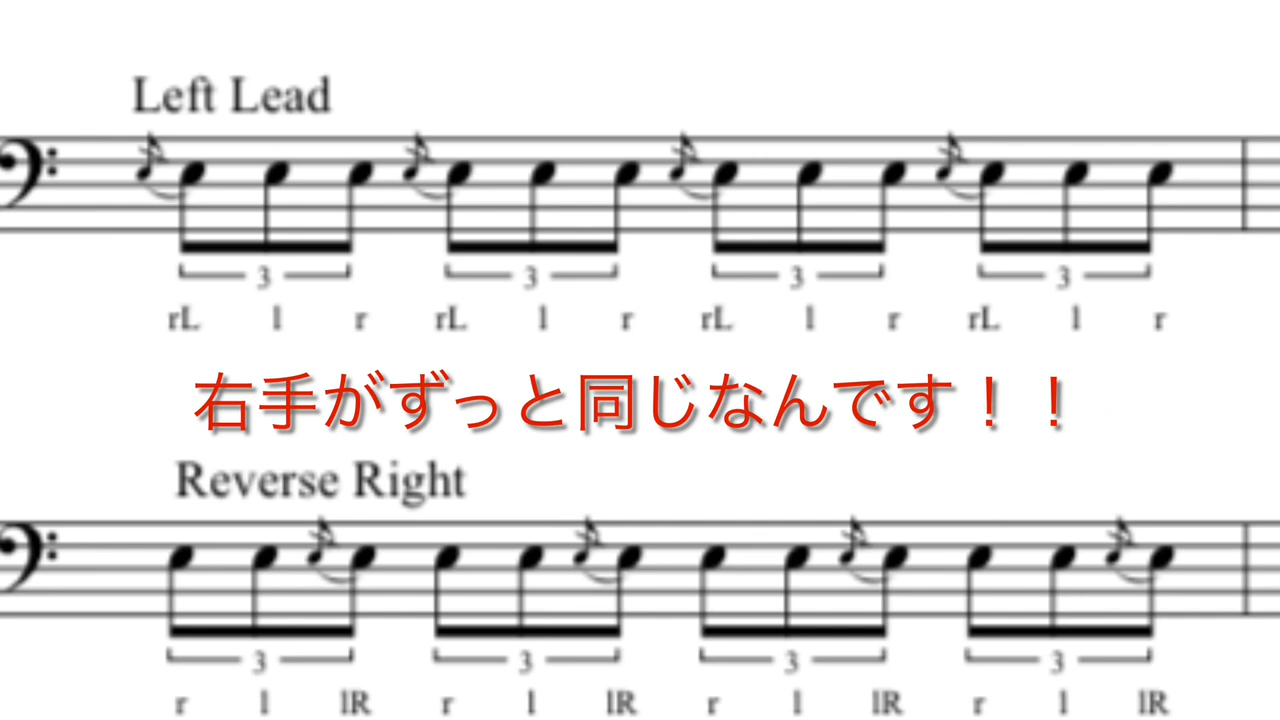 Left Lead
3 3 3 3
rL l r rL l r rL l r rL l r
右手がずっと同じなんです！！
Reverse Right
3 3 3 3
r l lR r l lR r l lR r l lR